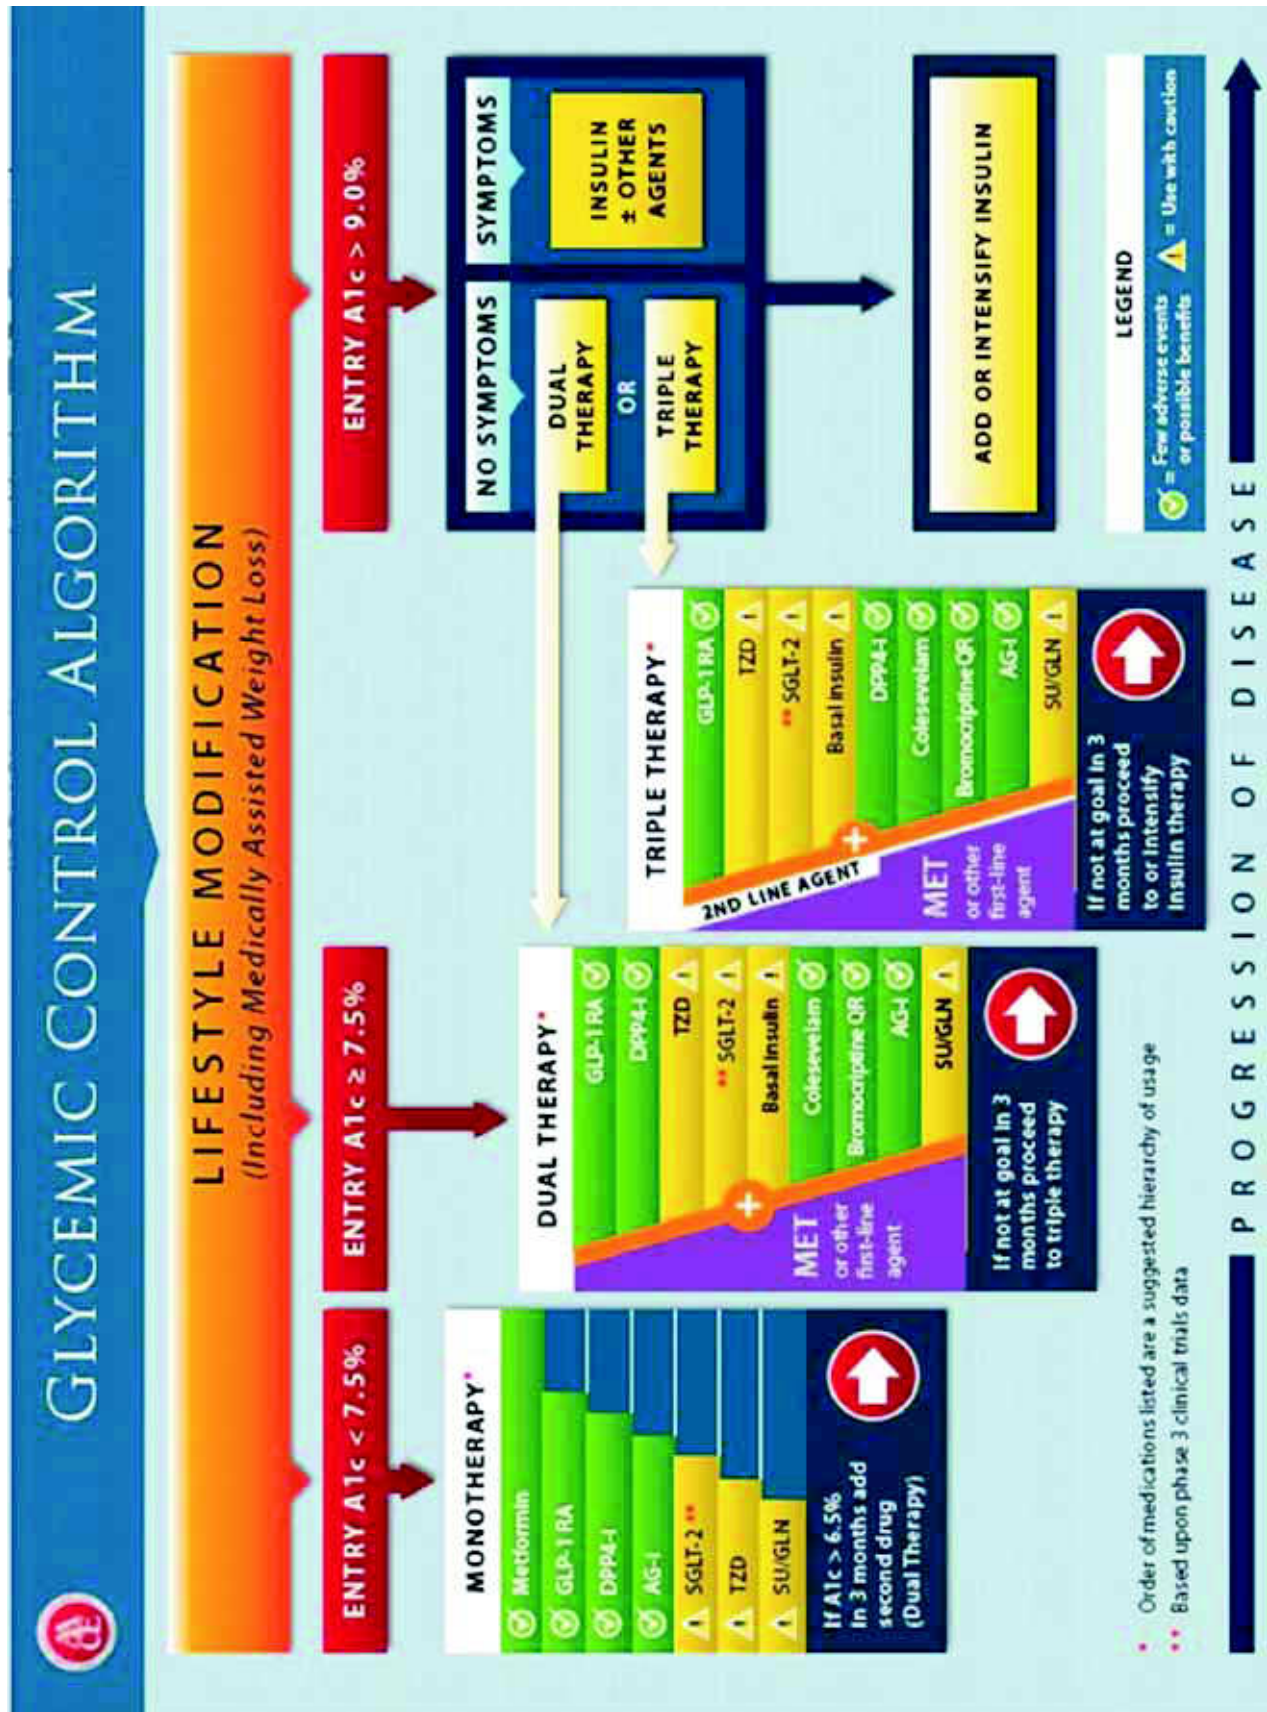 GLYCEMIC CONTROL ALGORITHM
LIFESTYLE MODIFICATION
(Including Medically Assisted Weight Loss)
ENTRY A1c < 7.5%
ENTRY A1c ≥ 7.5%
ENTRY A1c > 9.0%
MONOTHERAPY*
Metformin
GLP-1 RA
DPP4-I
AG-I
SGLT-2 **
TZD
SU/GLN
If A1c > 6.5%
in 3 months add
second drug
(Dual Therapy)
DUAL THERAPY*
GLP-1 RA
DPP4-I
TZD
** SGLT-2
Basal insulin
Colesevelam
Bromocriptine QR
AG-I
SU/GLN
+
MET
or other
first-line
agent
If not at goal in 3
months proceed
to triple therapy
TRIPLE THERAPY*
GLP-1 RA
TZD
** SGLT-2
Basal insulin
DPP4-I
Colesevelam
Bromocriptine QR
AG-I
SU/GLN
2ND LINE AGENT
+
MET
or other
first-line
agent
If not at goal in 3
months proceed
to or intensify
insulin therapy
NO SYMPTOMS
DUAL
THERAPY
OR
TRIPLE
THERAPY
SYMPTOMS
INSULIN
± OTHER
AGENTS
ADD OR INTENSIFY INSULIN
LEGEND
= Few adverse events
or possible benefits
= Use with caution
* Order of medications listed are a suggested hierarchy of usage
** Based upon phase 3 clinical trials data
PROGRESSION OF DISEASE